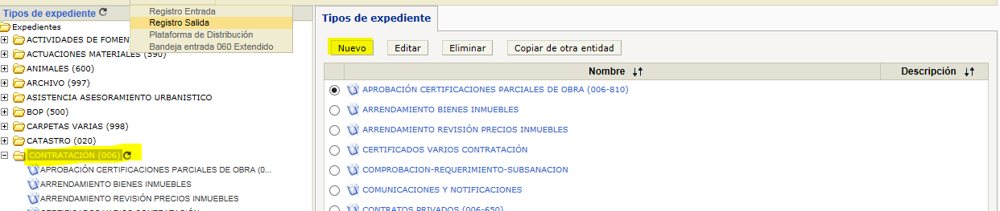 Tipos de expediente
Expedientes
ACTIVIDADES DE FOMEN
ACTUACIONES MATERIALES (590)
ANIMALES (600)
ARCHIVO (997)
ASISTENCIA ASESORAMIENTO URBANISTICO
BOP (500)
CARPETAS VARIAS (998)
CATASTRO (020)
CONTRATACIÓN (006)
APROBACIÓN CERTIFICACIONES PARCIALES DE OBRA (0...
ARRENDAMIENTO BIENES INMUEBLES
ARRENDAMIENTO REVISIÓN PRECIOS INMUEBLES
CERTIFICADOS VARIOS CONTRATACIÓN
Registro Entrada
Registro Salida
Plataforma de Distribución
Bandeja entrada 060 Extendido
Tipos de expediente
Nuevo Editar Eliminar Copiar de otra entidad
Nombre Descripción
APROBACIÓN CERTIFICACIONES PARCIALES DE OBRA (006-810)
ARRENDAMIENTO BIENES INMUEBLES
ARRENDAMIENTO REVISIÓN PRECIOS INMUEBLES
CERTIFICADOS VARIOS CONTRATACIÓN
COMPROBACION-REQUERIMIENTO-SUBSANACION
COMUNICACIONES Y NOTIFICACIONES
CONTRATOS PRIVADOS (006-650)